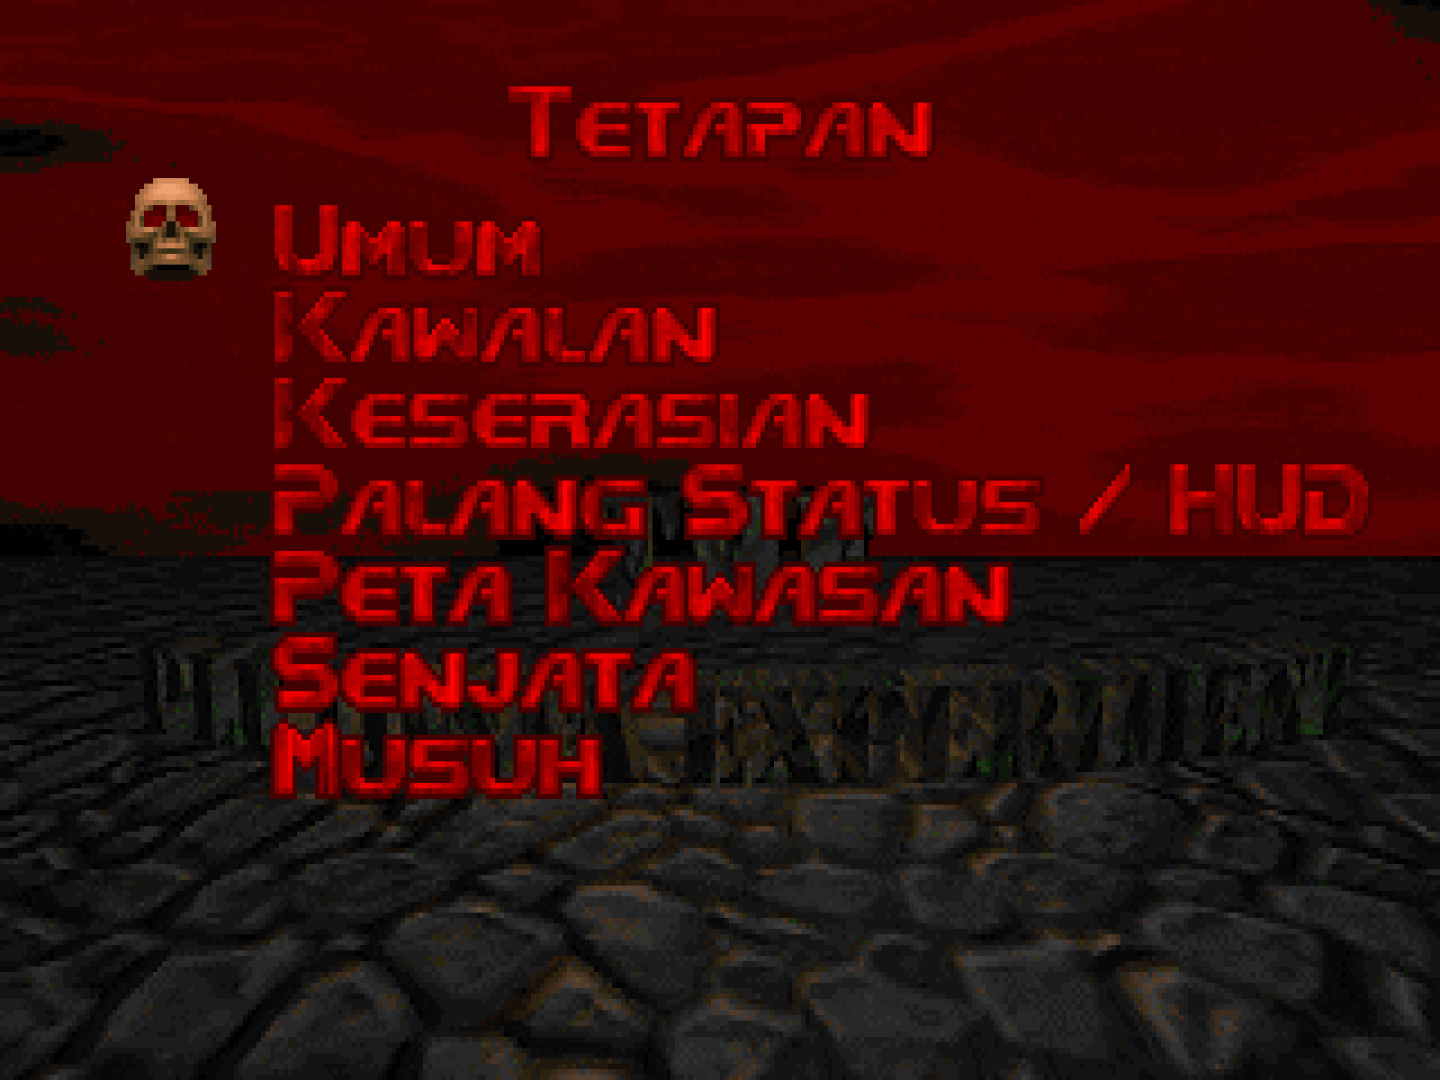 Tetapan
Umum
Kawalan
Keserasian
Palang Status / HUD
Peta Kawasan
Senjata
Musuh